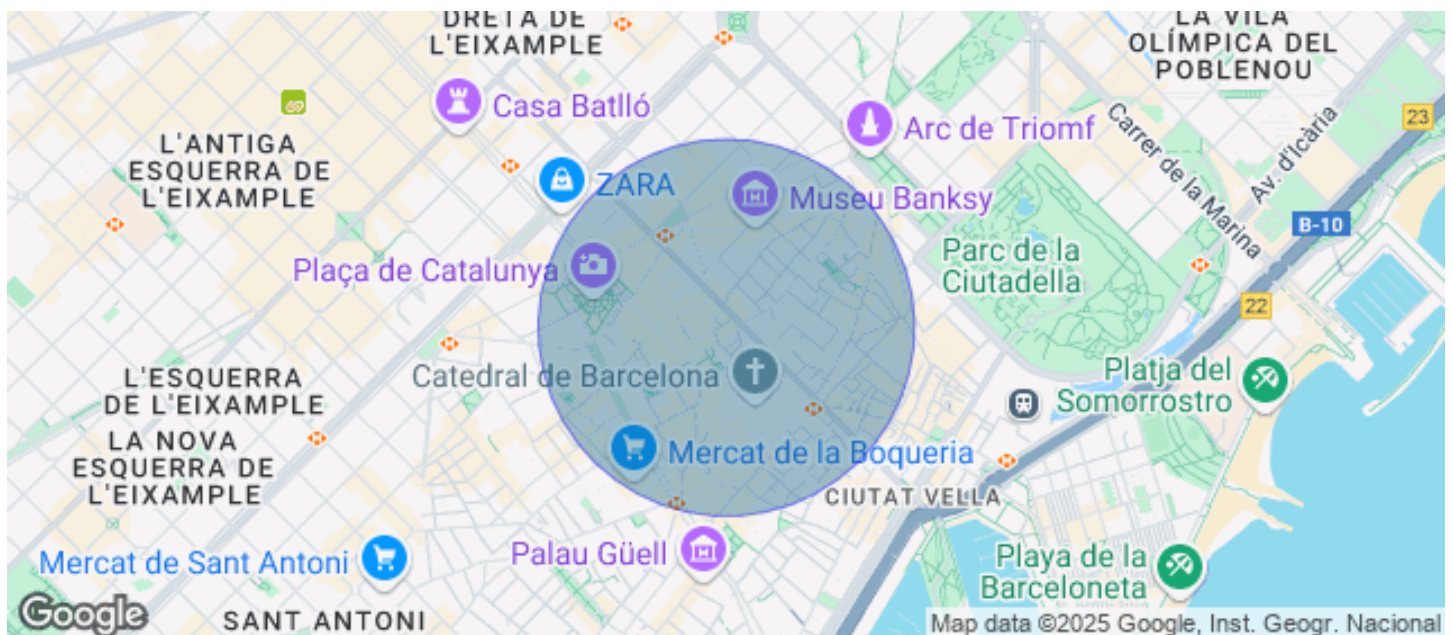 DRETA DE
L'EIXAMPLE
LA VILA
OLÍMPICA DEL
POBLENOU
Casa Batlló
Arc de Triomf
Carrer de la Marina
Av. d'Icària
23
L'ANTIGA
ESQUERRA DE
L'EIXAMPLE
ZARA
Museu Banksy
B-10
Plaça de Catalunya
Parc de la
Ciutadella
22
L'ESQUERRA
DE L'EIXAMPLE
Catedral de Barcelona
Platja del
Somorrostro
LA NOVA
ESQUERRA DE
L'EIXAMPLE
Mercat de la Boqueria
CIUTAT VELLA
Mercat de Sant Antoni
Palau Güell
Playa de la
Barceloneta
Google
SANT ANTONI
Map data ©2025 Google, Inst. Geogr. Nacional